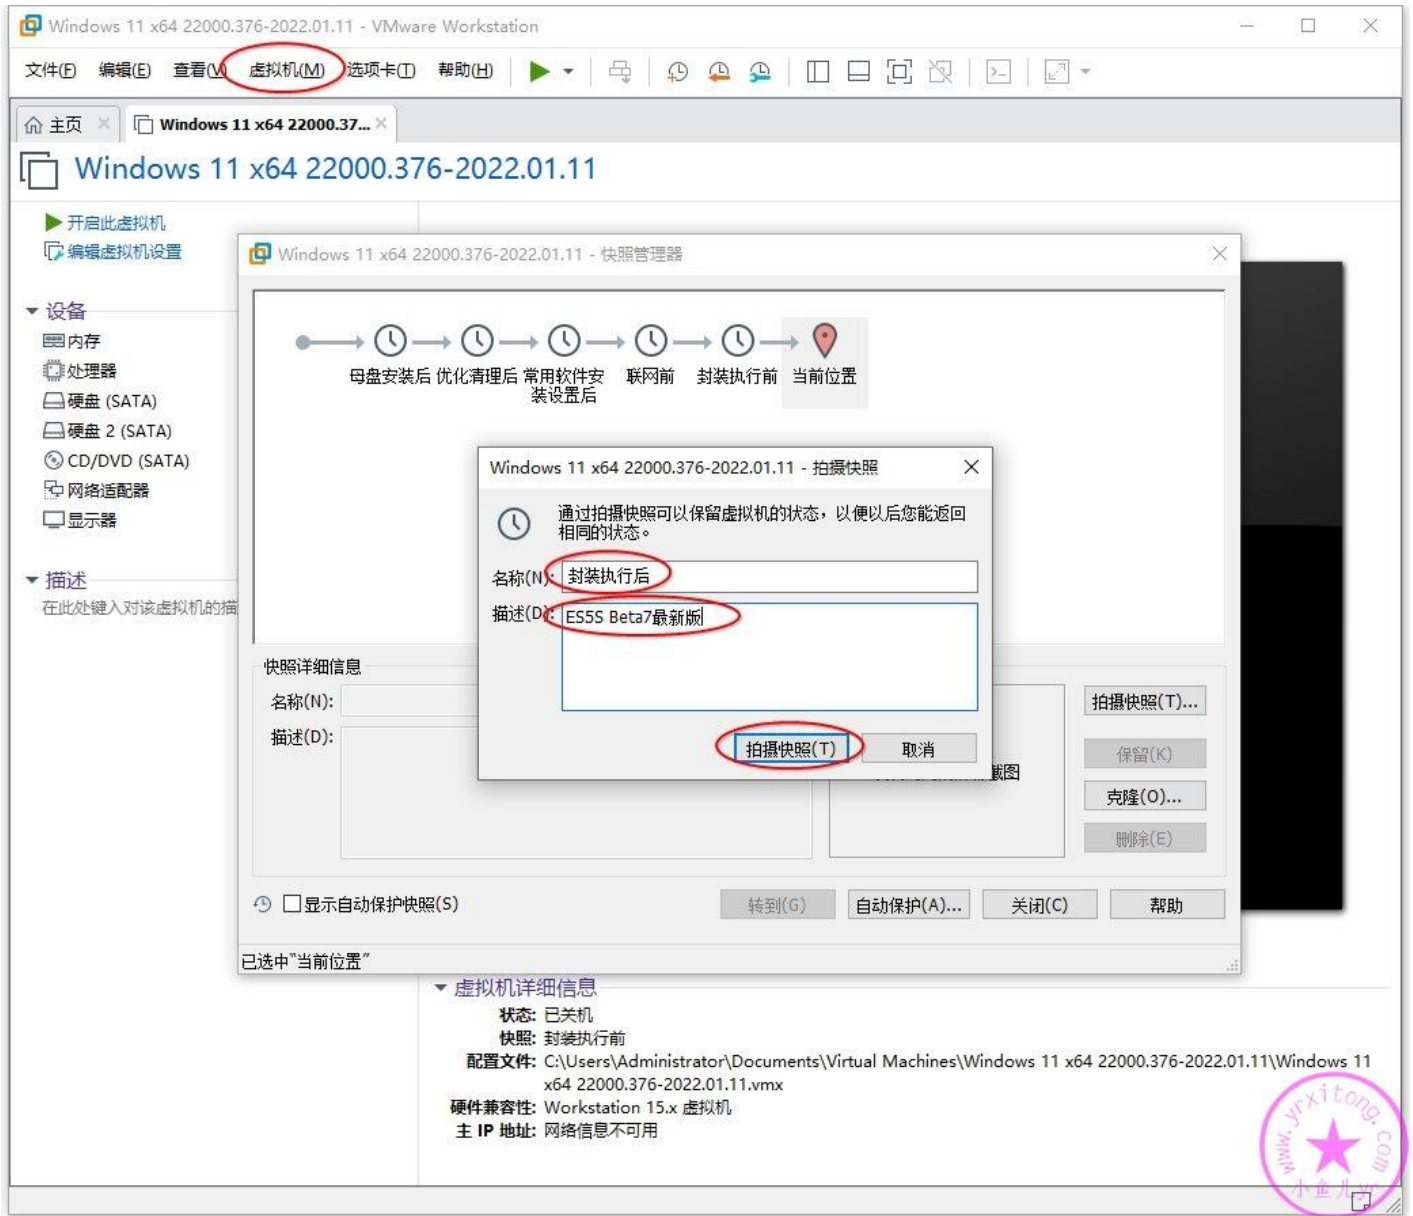 Windows 11 x64 22000.376-2022.01.11 - VMware Workstation
文件(F) 编辑(E) 查看(V) 虚拟机(M) 选项卡(T) 帮助(H)
主页 Windows 11 x64 22000.37...
Windows 11 x64 22000.376-2022.01.11
开启此虚拟机
编辑虚拟机设置
设备
内存
处理器
硬盘 (SATA)
硬盘 2 (SATA)
CD/DVD (SATA)
网络适配器
显示器
描述
在此处键入对该虚拟机的描
Windows 11 x64 22000.376-2022.01.11 - 快照管理器
母盘安装后 优化清理后 常用软件安 联网前 封装执行前 当前位置
装设置后
Windows 11 x64 22000.376-2022.01.11 - 拍摄快照
通过拍摄快照可以保留虚拟机的状态，以便以后您能返回
相同的状态。
名称(N): 封装执行后
描述(D): ES5S Beta7最新版
拍摄快照(T) 取消
快照详细信息
名称(N):
描述(D):
截图
拍摄快照(T)...
保留(K)
克隆(O)...
删除(E)
显示自动保护快照(S)
转到(G) 自动保护(A)... 关闭(C) 帮助
已选中"当前位置"
虚拟机详细信息
状态: 已关机
快照: 封装执行前
配置文件: C:\Users\Administrator\Documents\Virtual Machines\Windows 11 x64 22000.376-2022.01.11\Windows 11
x64 22000.376-2022.01.11.vmx
硬件兼容性: Workstation 15.x 虚拟机
主 IP 地址: 网络信息不可用
www.yrxitong.com
小鱼儿yr